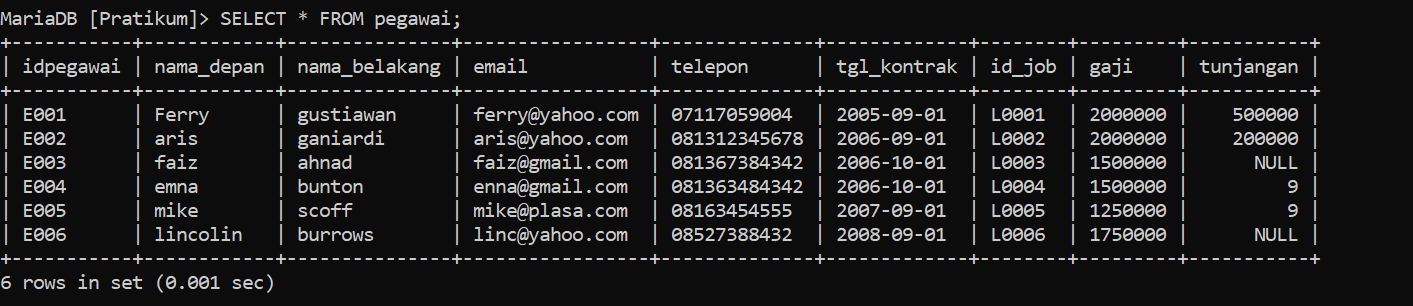 MariaDB [Pratikum]> SELECT * FROM pegawai;
+-----------+------------+---------------+----------------+--------------+-------------+--------+---------+-----------+
| idpegawai | nama_depan | nama_belakang | email          | telepon      | tgl_kontrak | id_job | gaji    | tunjangan |
+-----------+------------+---------------+----------------+--------------+-------------+--------+---------+-----------+
| E001      | Ferry      | gustiawan     | ferry@yahoo.com | 07117059004  | 2005-09-01  | L0001  | 2000000 |    500000 |
| E002      | aris       | ganiardi      | aris@yahoo.com | 081312345678 | 2006-09-01  | L0002  | 2000000 |    200000 |
| E003      | faiz       | ahnad         | faiz@gmail.com | 081367384342 | 2006-10-01  | L0003  | 1500000 |      NULL |
| E004      | emna       | bunton        | enna@gmail.com | 081363484342 | 2006-10-01  | L0004  | 1500000 |         9 |
| E005      | mike       | scoff         | mike@plasa.com | 08163454555  | 2007-09-01  | L0005  | 1250000 |         9 |
| E006      | lincolin   | burrows       | linc@yahoo.com | 08527388432  | 2008-09-01  | L0006  | 1750000 |      NULL |
+-----------+------------+---------------+----------------+--------------+-------------+--------+---------+-----------+
6 rows in set (0.001 sec)